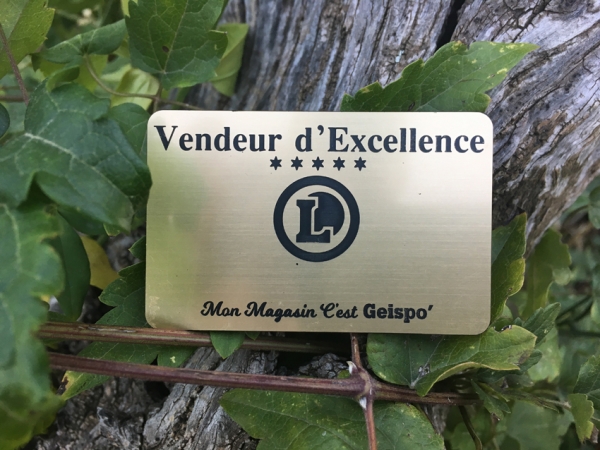 Vendeur d'Excellence
L
Mon Magasin C'est Geispo'